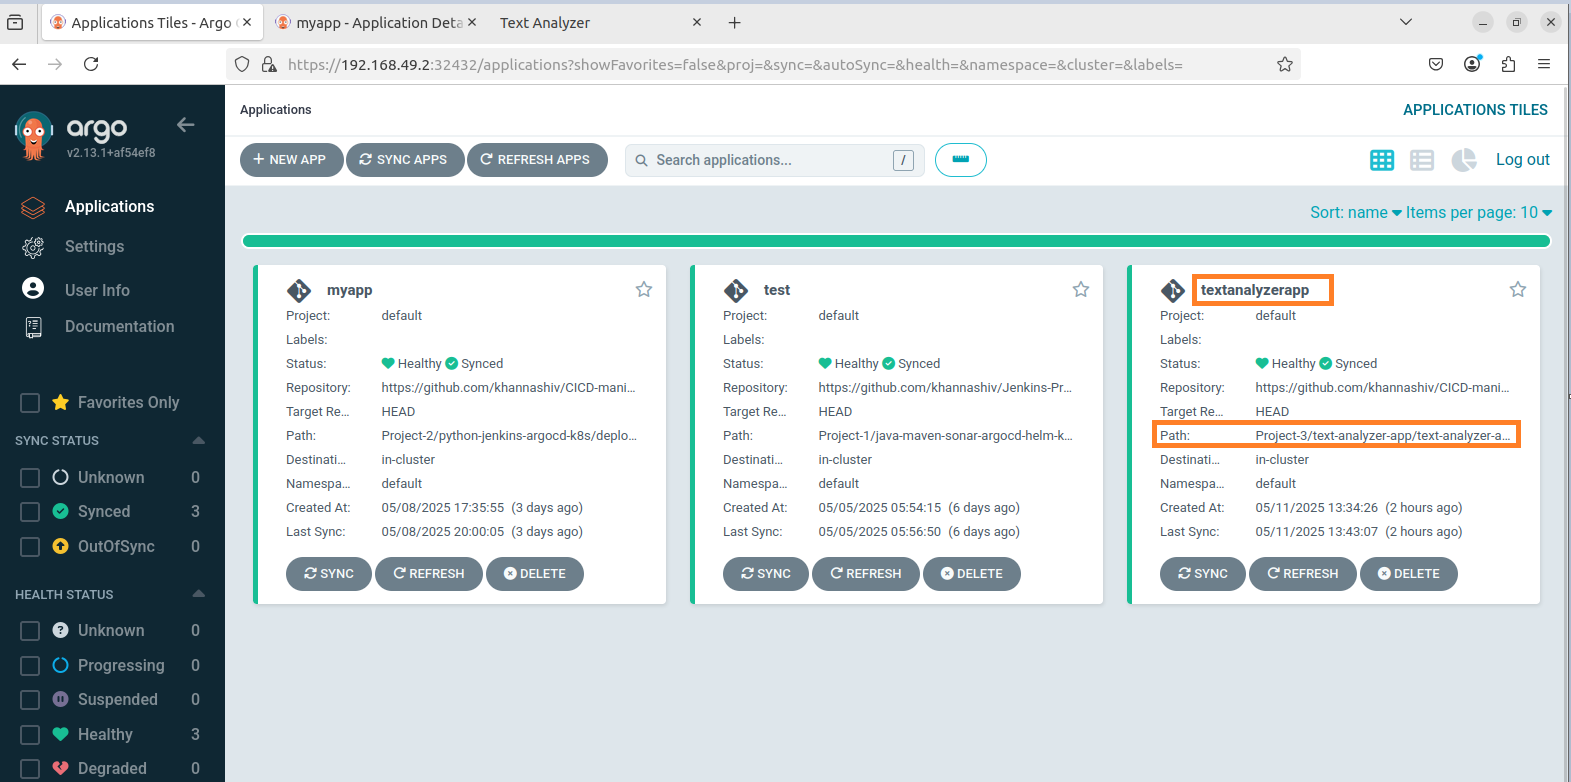 Applications Tiles - Argo
myapp - Application Deta
Text Analyzer
https://192.168.49.2:32432/applications?showFavorites=false&proj=&sync=&autoSync=&health=&namespace=&cluster=&labels=
argo
v2.13.1+af54ef8
Applications
Settings
User Info
Documentation
Favorites Only
SYNC STATUS
Unknown 0
Synced 3
OutOfSync 0
HEALTH STATUS
Unknown 0
Progressing 0
Suspended 0
Healthy 3
Degraded 0
Applications
APPLICATIONS TILES
NEW APP
SYNC APPS
REFRESH APPS
Search applications... /
Log out
Sort: name Items per page: 10
myapp
Project: default
Labels:
Status: Healthy Synced
Repository: https://github.com/khannashiv/CICD-mani...
Target Re... HEAD
Path: Project-2/python-jenkins-argocd-k8s/deplo...
Destinati... in-cluster
Namespa... default
Created At: 05/08/2025 17:35:55 (3 days ago)
Last Sync: 05/08/2025 20:00:05 (3 days ago)
SYNC REFRESH DELETE
test
Project: default
Labels:
Status: Healthy Synced
Repository: https://github.com/khannashiv/Jenkins-Pr...
Target Re... HEAD
Path: Project-1/java-maven-sonar-argocd-helm-k...
Destinati... in-cluster
Namespa... default
Created At: 05/05/2025 05:54:15 (6 days ago)
Last Sync: 05/05/2025 05:56:50 (6 days ago)
SYNC REFRESH DELETE
textanalyzerapp
Project: default
Labels:
Status: Healthy Synced
Repository: https://github.com/khannashiv/CICD-mani...
Target Re... HEAD
Path: Project-3/text-analyzer-app/text-analyzer-a...
Destinati... in-cluster
Namespa... default
Created At: 05/11/2025 13:34:26 (2 hours ago)
Last Sync: 05/11/2025 13:43:07 (2 hours ago)
SYNC REFRESH DELETE